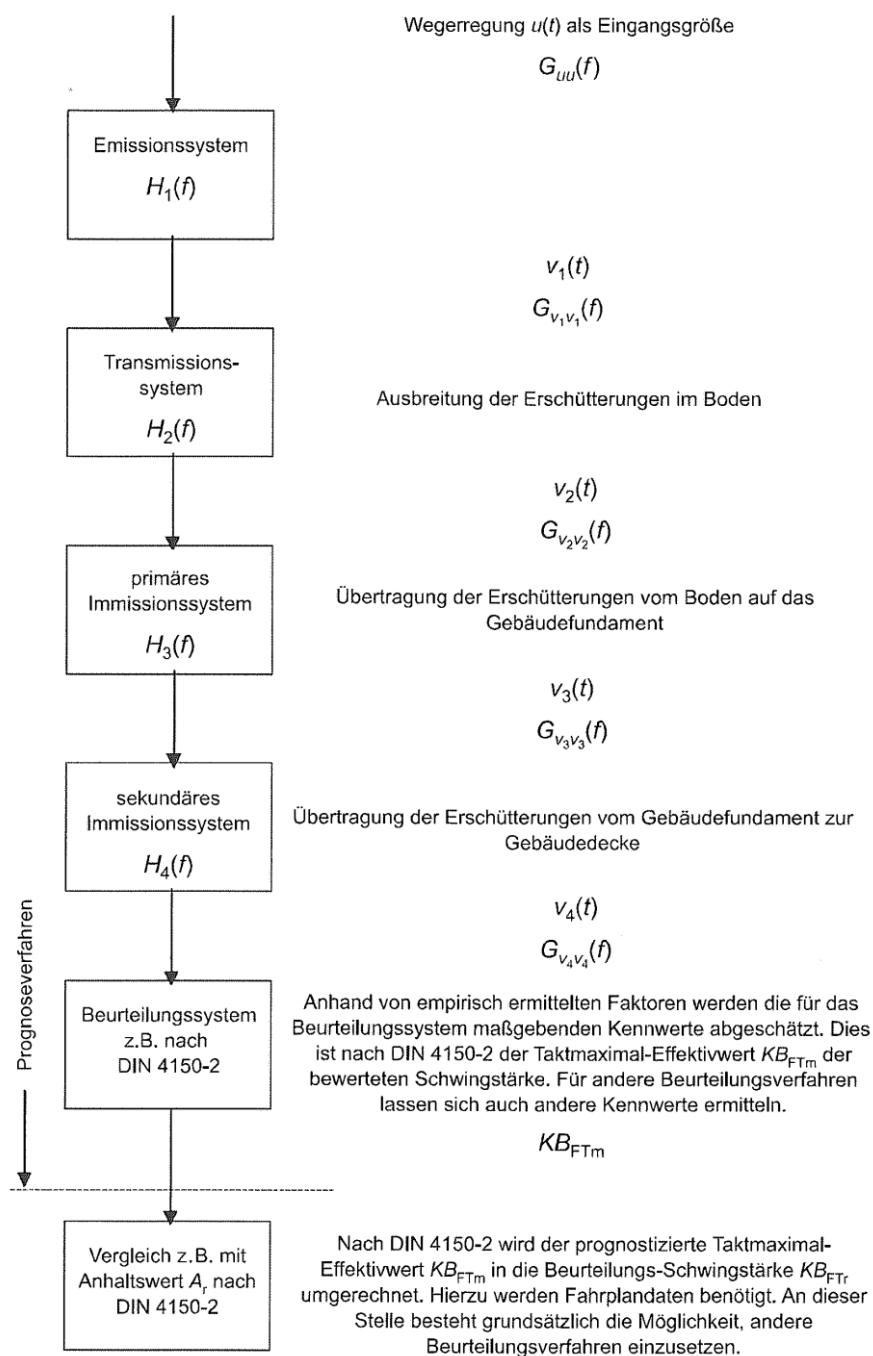 Wegerregung u(t) als Eingangsgröße
G_uu(f)
Emissionssystem
H_1(f)
v_1(t)
G_v_1v_1(f)
Transmissions-
system
H_2(f)
Ausbreitung der Erschütterungen im Boden
v_2(t)
G_v_2v_2(f)
primäres
Immissionssystem
H_3(f)
Übertragung der Erschütterungen vom Boden auf das
Gebäudefundament
v_3(t)
G_v_3v_3(f)
sekundäres
Immissionssystem
H_4(f)
Übertragung der Erschütterungen vom Gebäudefundament zur
Gebäudedecke
v_4(t)
G_v_4v_4(f)
Prognoseverfahren
Beurteilungssystem
z.B. nach
DIN 4150-2
Anhand von empirisch ermittelten Faktoren werden die für das
Beurteilungssystem maßgebenden Kennwerte abgeschätzt. Dies
ist nach DIN 4150-2 der Taktmaximal-Effektivwert KB_FTm der
bewerteten Schwingstärke. Für andere Beurteilungsverfahren
lassen sich auch andere Kennwerte ermitteln.
KB_FTm
Vergleich z.B. mit
Anhaltswert A_r nach
DIN 4150-2
Nach DIN 4150-2 wird der prognostizierte Taktmaximal-
Effektivwert KB_FTm in die Beurteilungs-Schwingstärke KB_FTr
umgerechnet. Hierzu werden Fahrplandaten benötigt. An dieser
Stelle besteht grundsätzlich die Möglichkeit, andere
Beurteilungsverfahren einzusetzen.